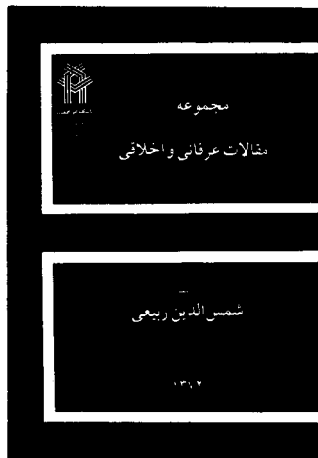 مجموعه
مقالات عرفانی و اخلاقی
شمس‌الدین ربیعی